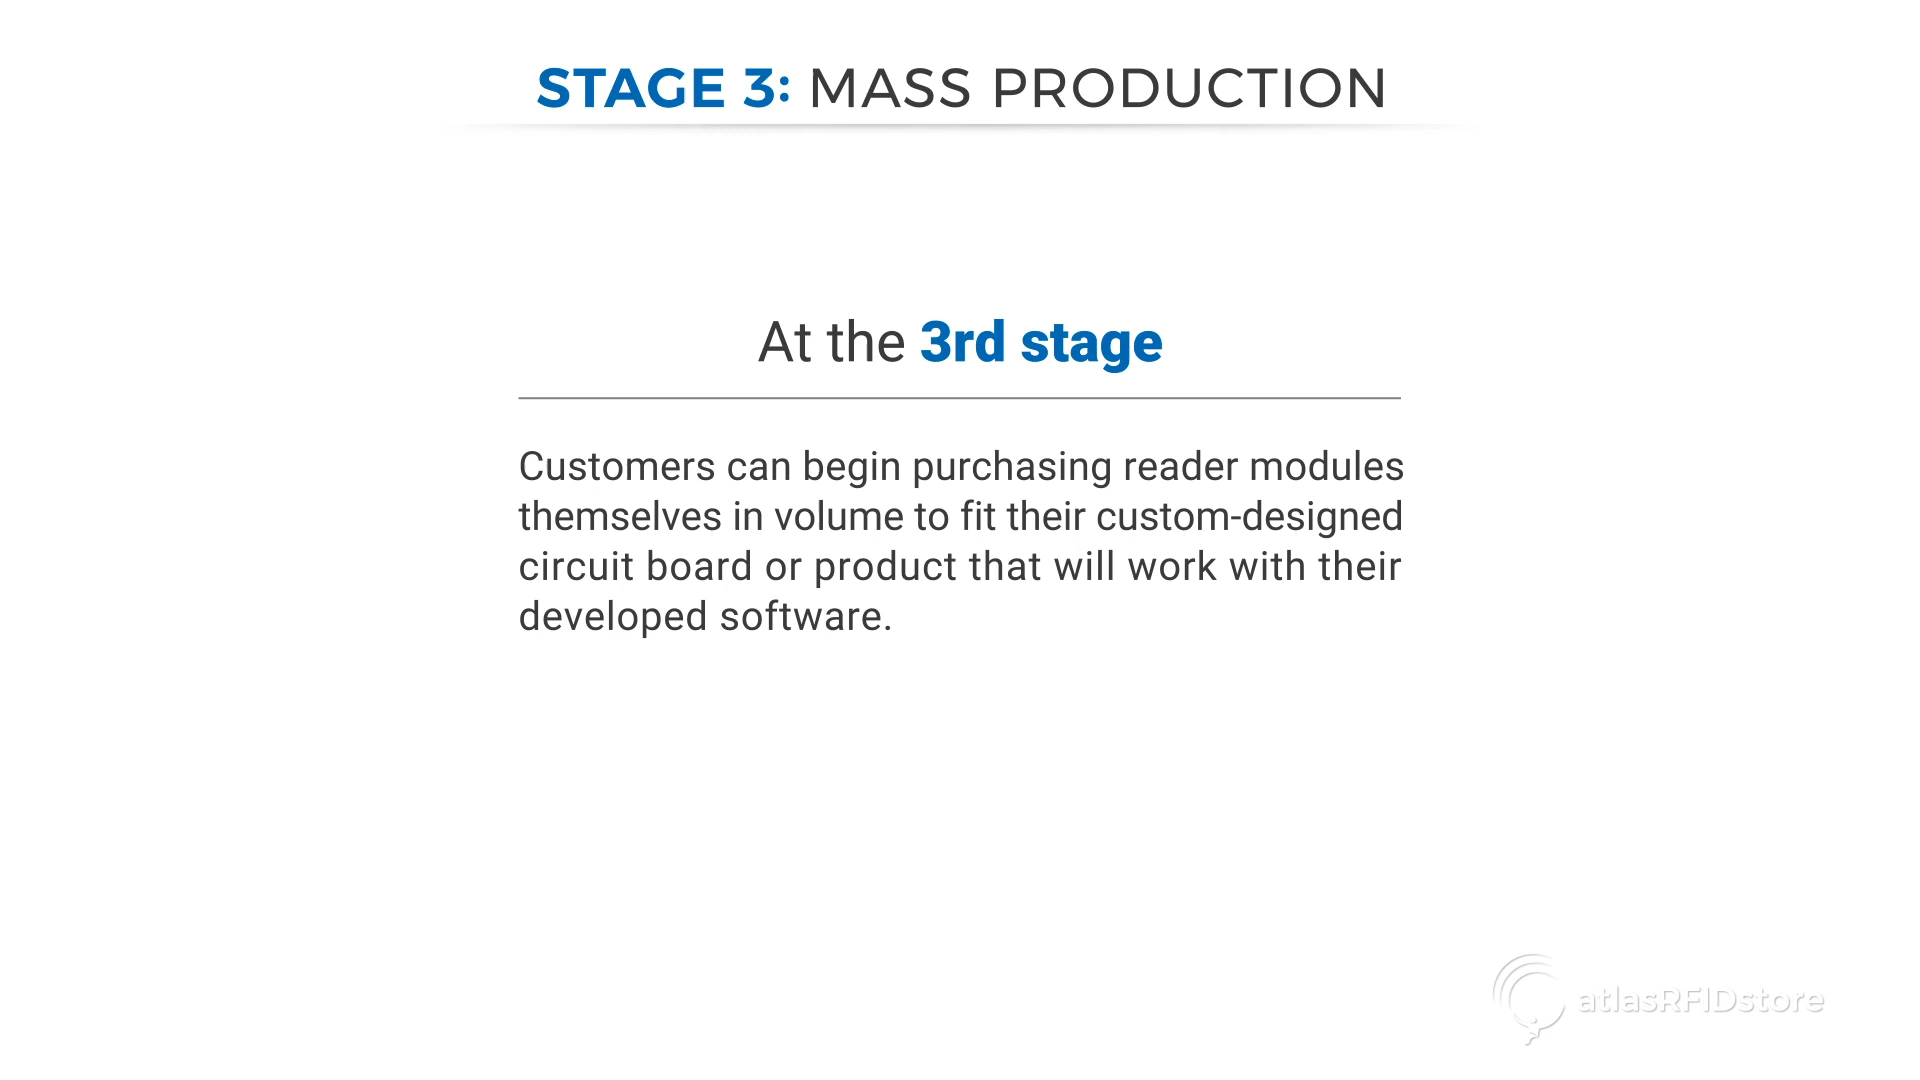 STAGE 3: MASS PRODUCTION
At the 3rd stage
Customers can begin purchasing reader modules
themselves in volume to fit their custom-designed
circuit board or product that will work with their
developed software.
atlasRFIDstore